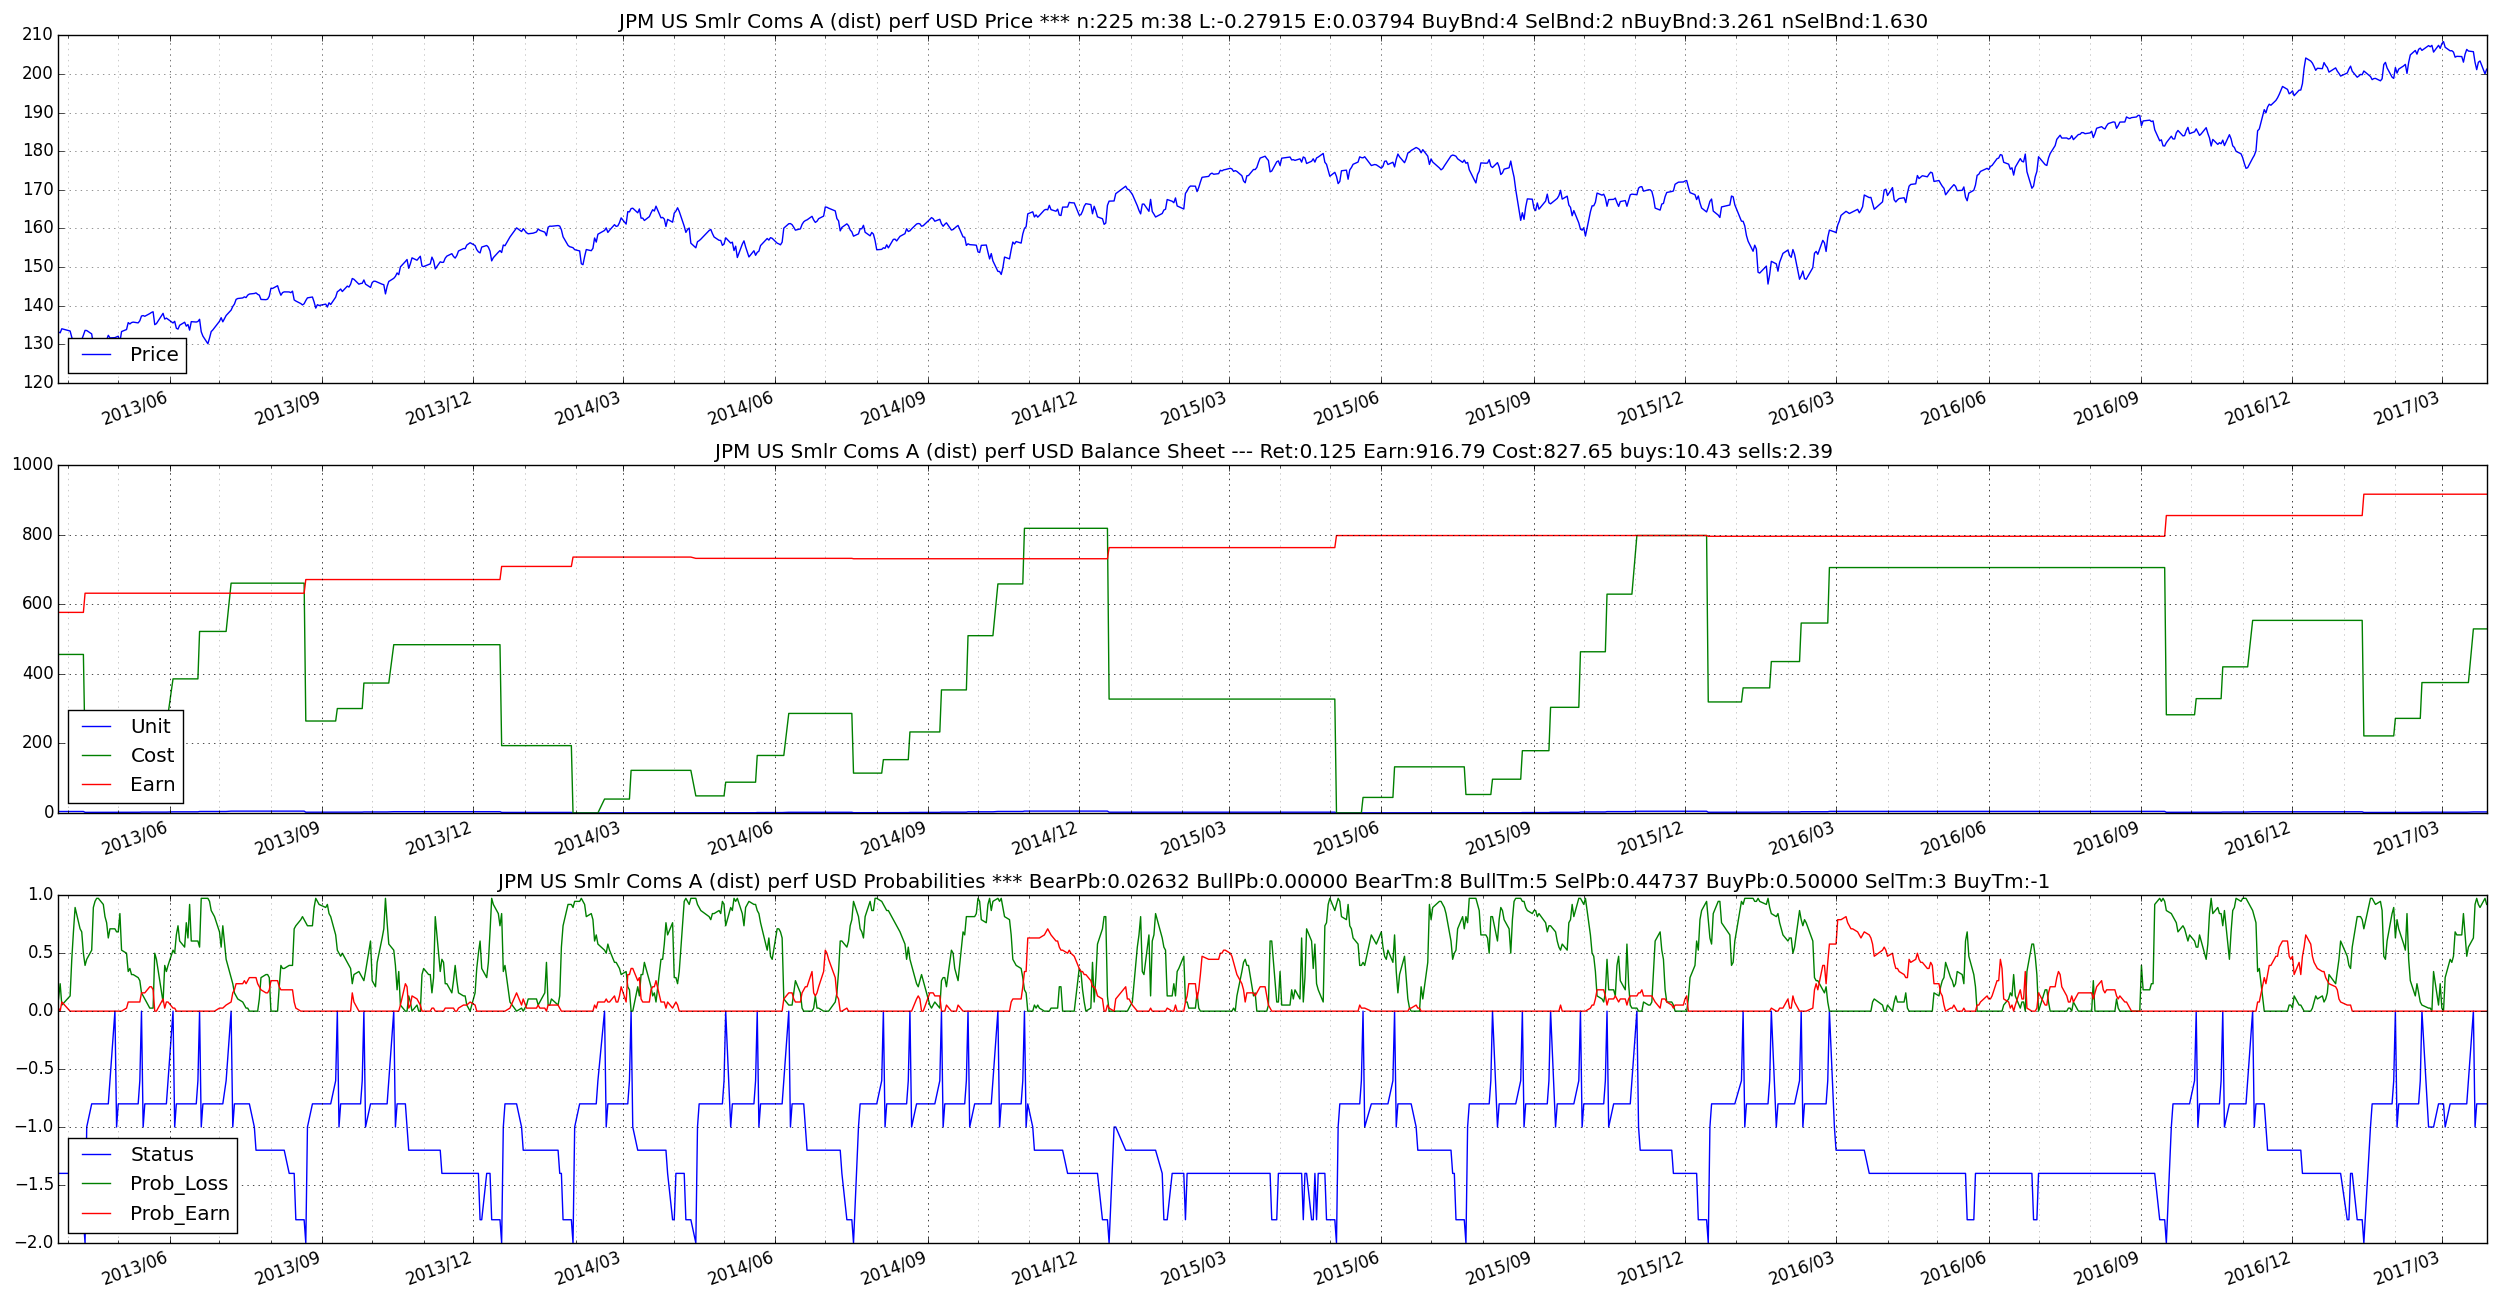 JPM US Smlr Coms A (dist) perf USD Price *** n:225 m:38 L:-0.27915 E:0.03794 BuyBnd:4 SelBnd:2 nBuyBnd:3.261 nSelBnd:1.630
210
200
190
180
170
160
150
140
130
120
Price
2013/06 2013/09 2013/12 2014/03 2014/06 2014/09 2014/12 2015/03 2015/06 2015/09 2015/12 2016/03 2016/06 2016/09 2016/12 2017/03
JPM US Smlr Coms A (dist) perf USD Balance Sheet --- Ret:0.125 Earn:916.79 Cost:827.65 buys:10.43 sells:2.39
1000
800
600
400
200
0
Unit
Cost
Earn
2013/06 2013/09 2013/12 2014/03 2014/06 2014/09 2014/12 2015/03 2015/06 2015/09 2015/12 2016/03 2016/06 2016/09 2016/12 2017/03
JPM US Smlr Coms A (dist) perf USD Probabilities *** BearPb:0.02632 BullPb:0.00000 BearTm:8 BullTm:5 SelPb:0.44737 BuyPb:0.50000 SelTm:3 BuyTm:-1
1.0
0.5
0.0
−0.5
−1.0
−1.5
−2.0
Status
Prob_Loss
Prob_Earn
2013/06 2013/09 2013/12 2014/03 2014/06 2014/09 2014/12 2015/03 2015/06 2015/09 2015/12 2016/03 2016/06 2016/09 2016/12 2017/03